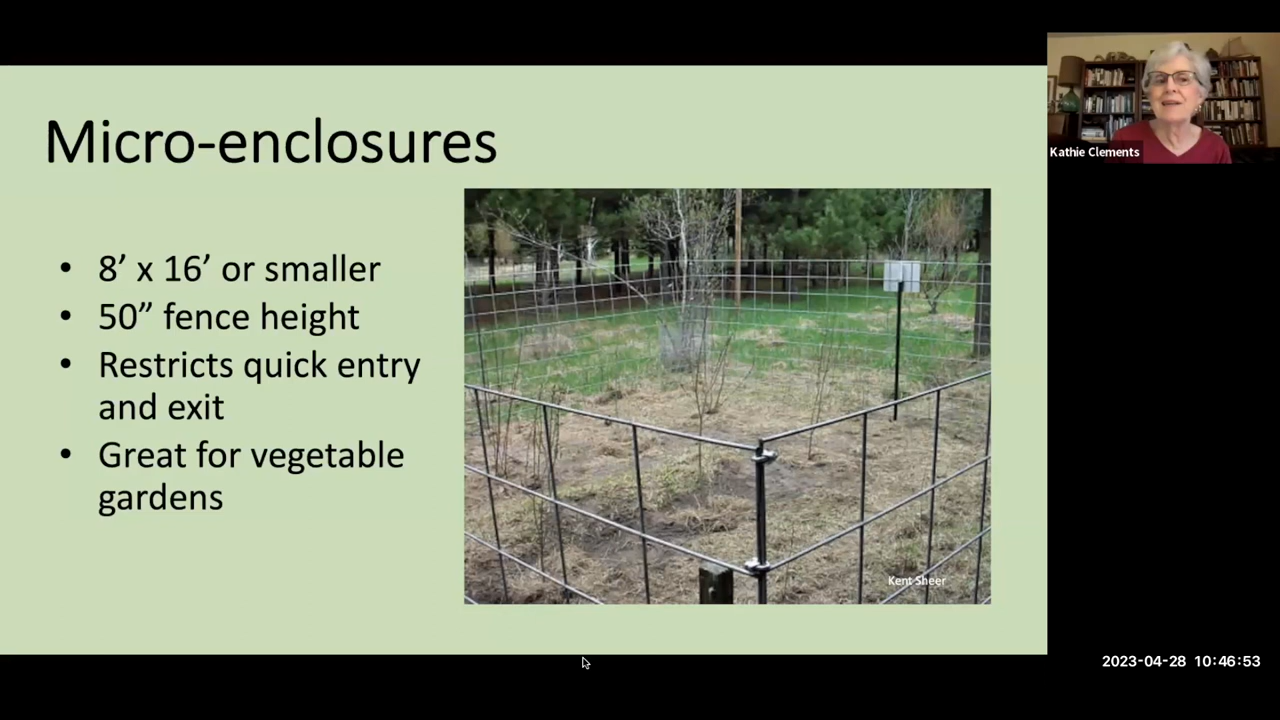 Micro-enclosures
• 8’ x 16’ or smaller
• 50” fence height
• Restricts quick entry
and exit
• Great for vegetable
gardens
Kent Sheer
Kathie Clements
2023-04-28 10:46:53